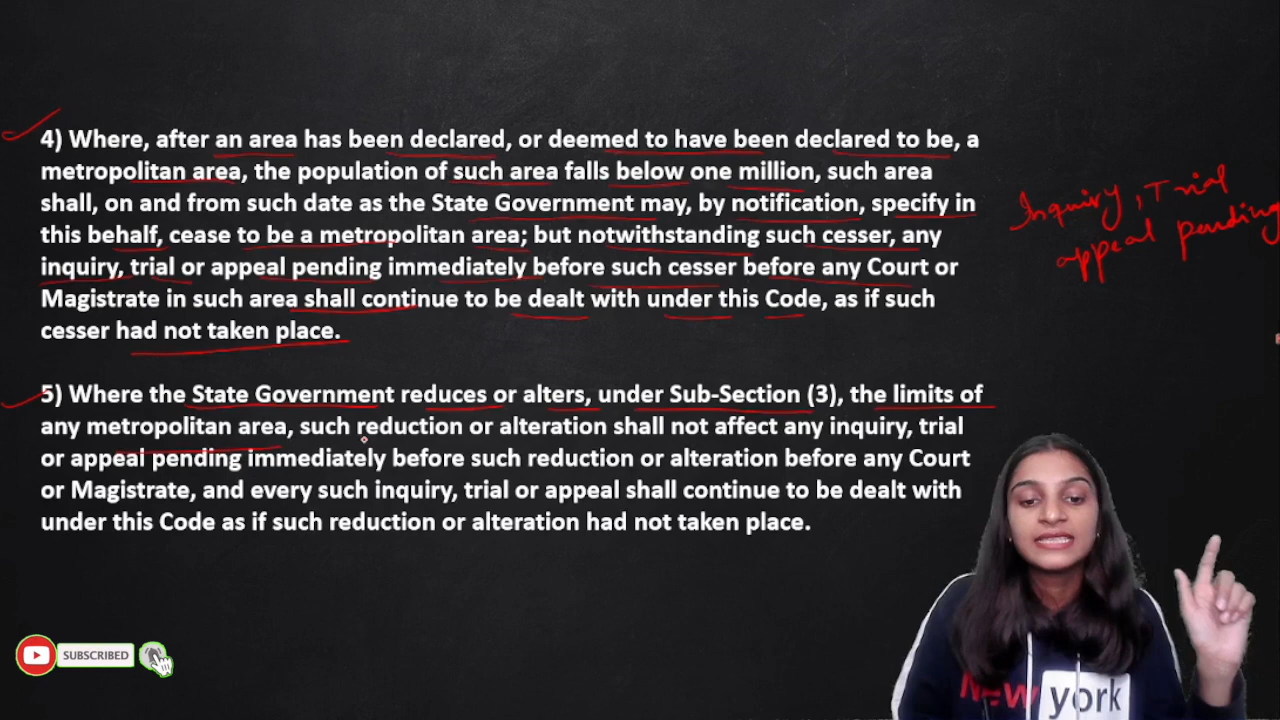 4) Where, after an area has been declared, or deemed to have been declared to be, a
metropolitan area, the population of such area falls below one million, such area
shall, on and from such date as the State Government may, by notification, specify in
this behalf, cease to be a metropolitan area; but notwithstanding such cesser, any
inquiry, trial or appeal pending immediately before such cesser before any Court or
Magistrate in such area shall continue to be dealt with under this Code, as if such
cesser had not taken place.
Inquiry, Trial
appeal pending
5) Where the State Government reduces or alters, under Sub-Section (3), the limits of
any metropolitan area, such reduction or alteration shall not affect any inquiry, trial
or appeal pending immediately before such reduction or alteration before any Court
or Magistrate, and every such inquiry, trial or appeal shall continue to be dealt with
under this Code as if such reduction or alteration had not taken place.
SUBSCRIBED
New york